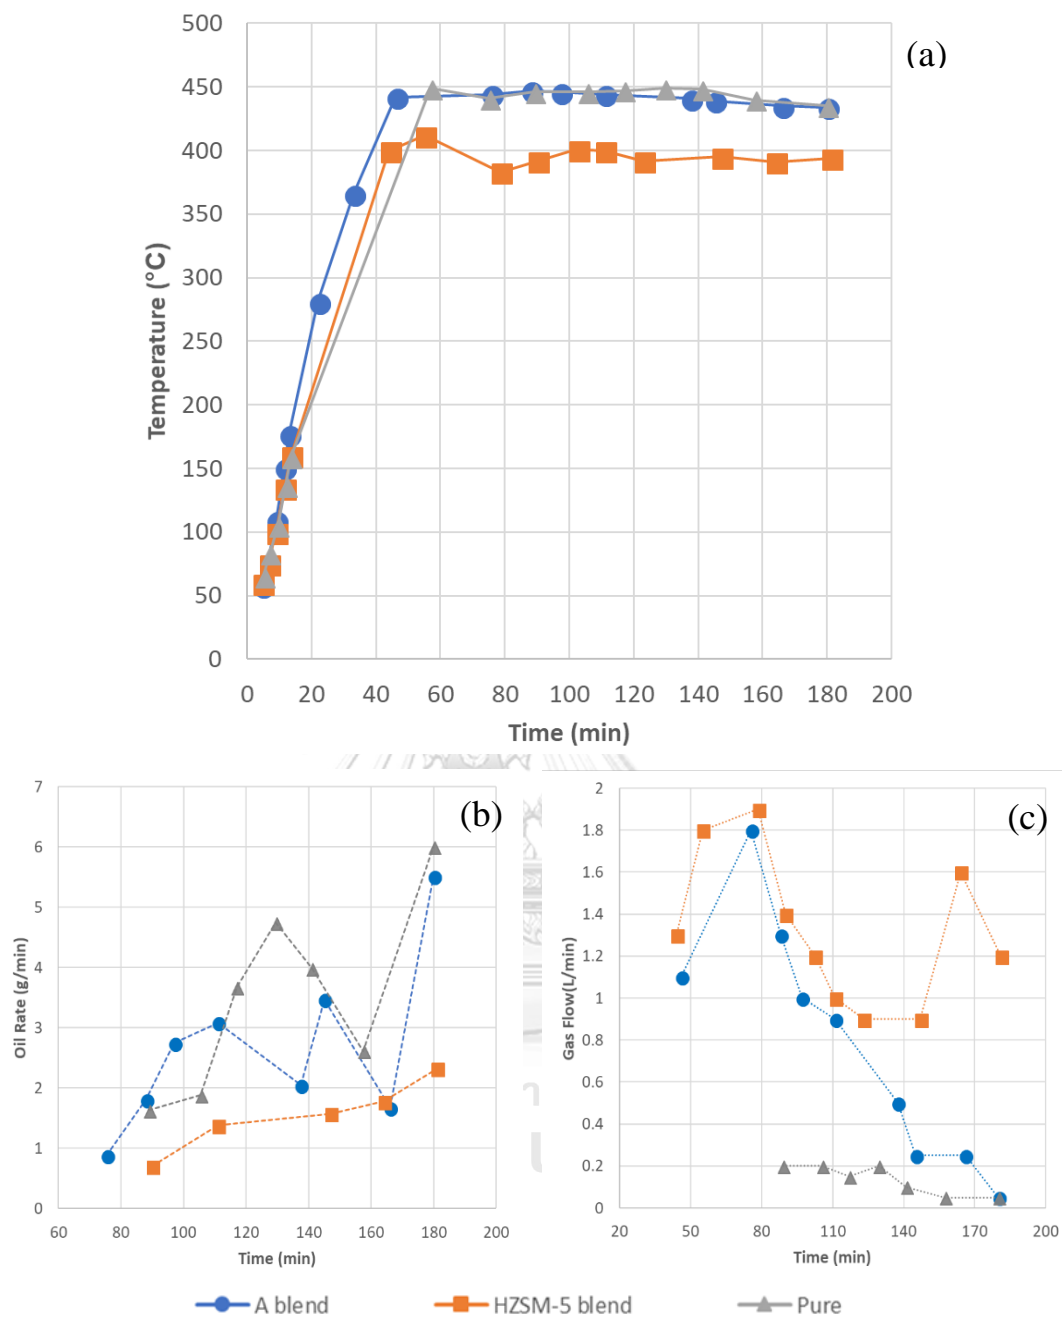 (a)
500
450
400
350
300
250
200
150
100
50
0
Temperature (°C)
0 20 40 60 80 100 120 140 160 180 200
Time (min)
(b)
7
6
5
4
3
2
1
0
Oil Rate (g/min)
60 80 100 120 140 160 180 200
Time (min)
(c)
2
1.8
1.6
1.4
1.2
1
0.8
0.6
0.4
0.2
0
Gas Flow(L/min)
20 50 80 110 140 170 200
Time (min)
A blend HZSM-5 blend Pure